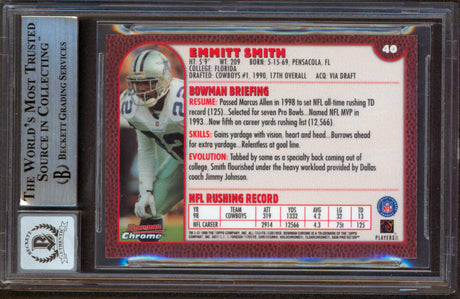 THE WORLD'S MOST TRUSTED
SOURCE IN COLLECTING
BECKETT GRADING SERVICES
EMMITT SMITH
40
HT: 5'9" WT: 209 BORN: 5-15-69, PENSACOLA, FL
COLLEGE: FLORIDA
DRAFTED: COWBOYS #1, 1990, 17TH OVERALL ACQ: VIA DRAFT
BOWMAN BRIEFING
RESUME: Passed Marcus Allen in 1998 to set NFL all-time rushing TD
record (125)... Selected for seven Pro Bowls...Named NFL MVP in
1993...Now fifth on career yards rushing list (12,566).
SKILLS: Gains yardage with vision, heart and head...Burrows ahead
for extra yardage...Relentless at goal line.
EVOLUTION: Tabbed by some as a specialty back coming out of
college, Smith flourished under the heavy workload provided by Dallas
coach Jimmy Johnson.
NFL RUSHING RECORD
YR TEAM ATT YDS AVG LG TD
98 COWBOYS 319 1332 4.2 32 13
NFL CAREER 2914 12566 4.3 75t 125
Bowman
Chrome
NFL
PLAYERS
BECKETT